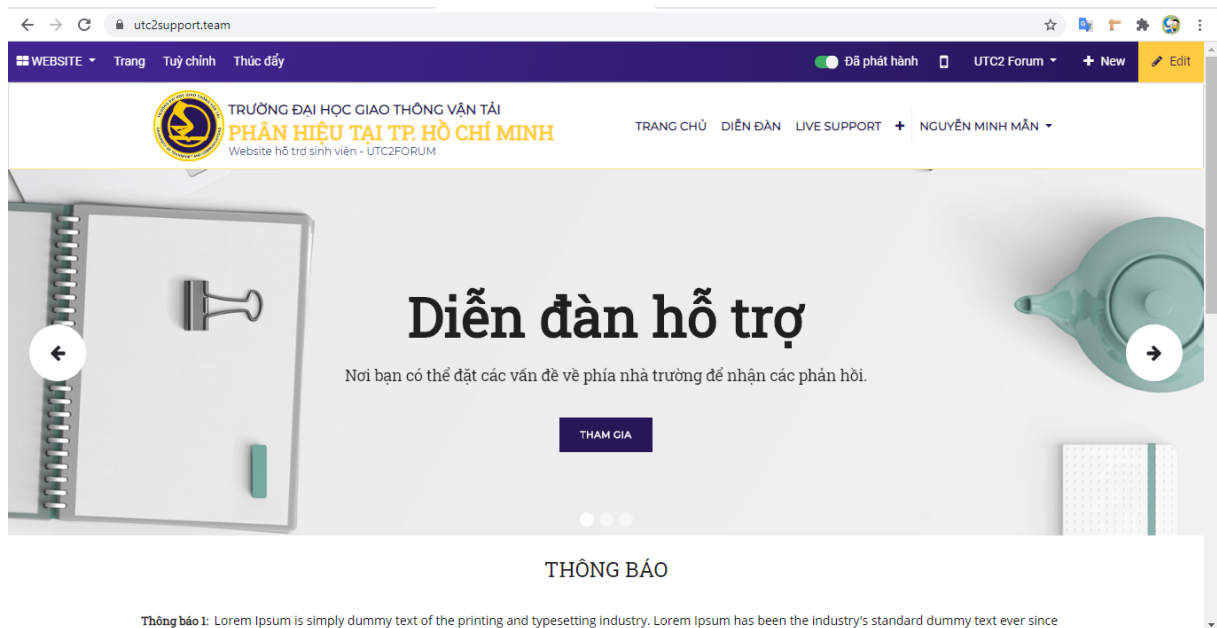 utc2support.team
WEBSITE Trang Tuỳ chỉnh Thúc đẩy Đã phát hành UTC2 Forum + New Edit
TRƯỜNG ĐẠI HỌC GIAO THÔNG VẬN TẢI
PHÂN HIỆU TẠI TP. HỒ CHÍ MINH
Website hỗ trợ sinh viên - UTC2FORUM
TRANG CHỦ DIỄN ĐÀN LIVE SUPPORT + NGUYỄN MINH MẪN
Diễn đàn hỗ trợ
Nơi bạn có thể đặt các vấn đề về phía nhà trường để nhận các phản hồi.
THAM GIA
THÔNG BÁO
Thông báo 1: Lorem Ipsum is simply dummy text of the printing and typesetting industry. Lorem Ipsum has been the industry's standard dummy text ever since